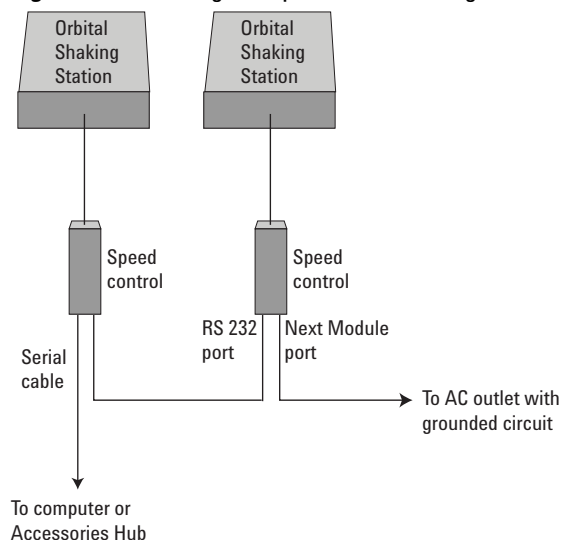 Orbital
Shaking
Station
Orbital
Shaking
Station
Speed
control
Speed
control
RS 232
port
Next Module
port
Serial
cable
To AC outlet with
grounded circuit
To computer or
Accessories Hub